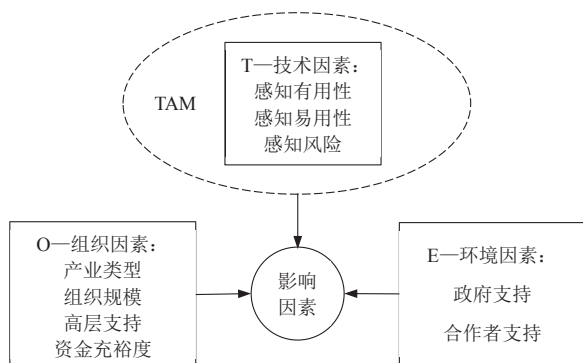 TAM
T—技术因素：
感知有用性
感知易用性
感知风险
O—组织因素：
产业类型
组织规模
高层支持
资金充裕度
影响
因素
E—环境因素：
政府支持
合作者支持